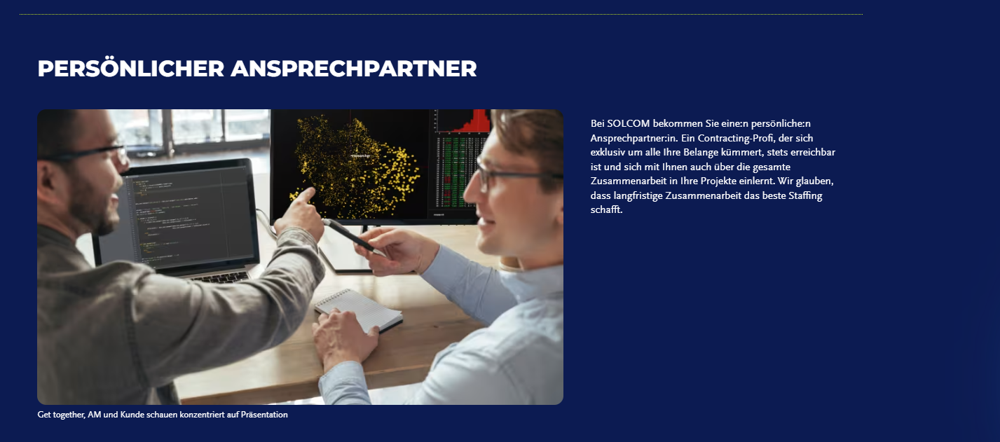 PERSÖNLICHER ANSPRECHPARTNER
Bei SOLCOM bekommen Sie eine:n persönliche:n
Ansprechpartner:in. Ein Contracting-Profi, der sich
exklusiv um alle Ihre Belange kümmert, stets erreichbar
ist und sich mit Ihnen auch über die gesamte
Zusammenarbeit in Ihre Projekte einlernt. Wir glauben,
dass langfristige Zusammenarbeit das beste Staffing
schafft.
Get together, AM und Kunde schauen konzentriert auf Präsentation